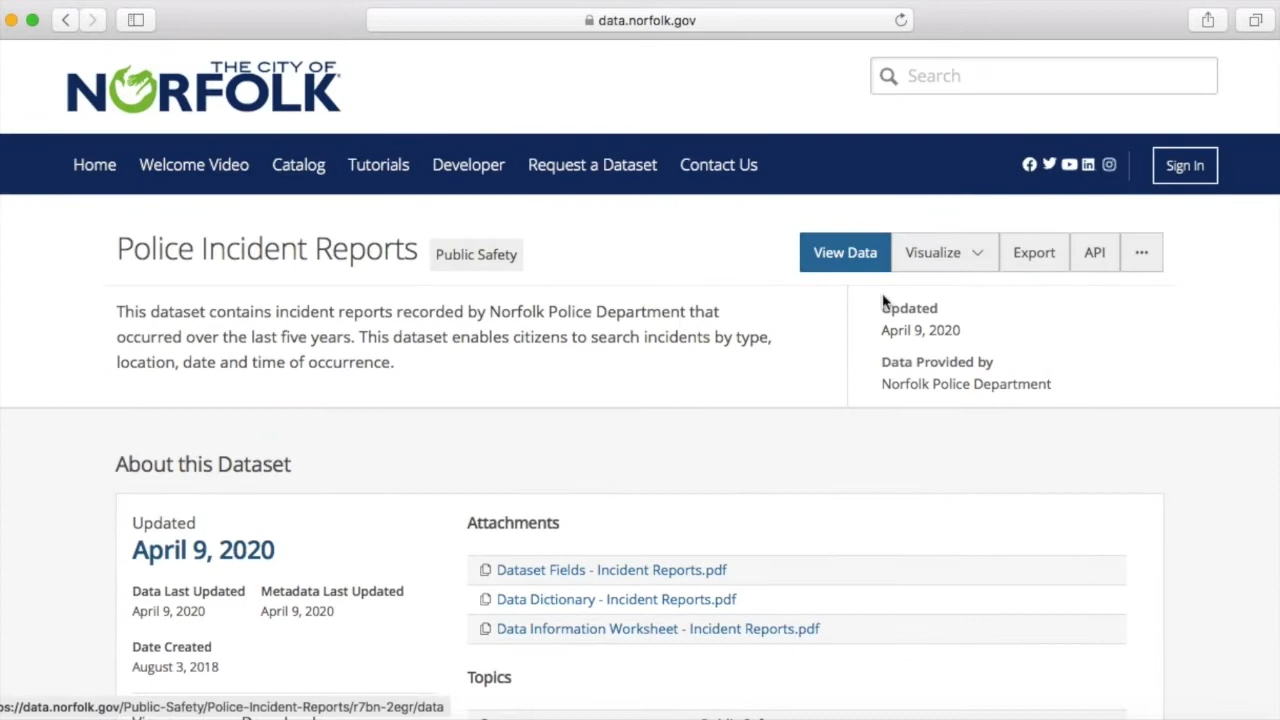 data.norfolk.gov
THE CITY OF
NORFOLK
Search
Home Welcome Video Catalog Tutorials Developer Request a Dataset Contact Us Sign In
Police Incident Reports Public Safety
View Data Visualize Export API ...
This dataset contains incident reports recorded by Norfolk Police Department that
occurred over the last five years. This dataset enables citizens to search incidents by type,
location, date and time of occurrence.
Updated
April 9, 2020
Data Provided by
Norfolk Police Department
About this Dataset
Updated
April 9, 2020
Data Last Updated Metadata Last Updated
April 9, 2020 April 9, 2020
Date Created
August 3, 2018
Attachments
Dataset Fields - Incident Reports.pdf
Data Dictionary - Incident Reports.pdf
Data Information Worksheet - Incident Reports.pdf
Topics
ps://data.norfolk.gov/Public-Safety/Police-Incident-Reports/r7bn-2egr/data